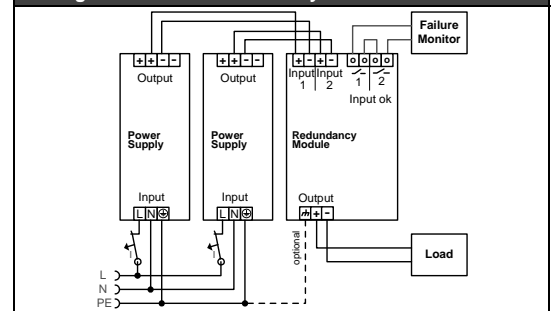 Failure
Monitor
+ + - -
Output
+ + - -
Output
+ - + -
Input Input
1 2
1 2
Input ok
Power
Supply
Power
Supply
Redundancy
Module
Input
L N
Input
L N
Output
+ -
I
I
optional
Load
L
N
PE